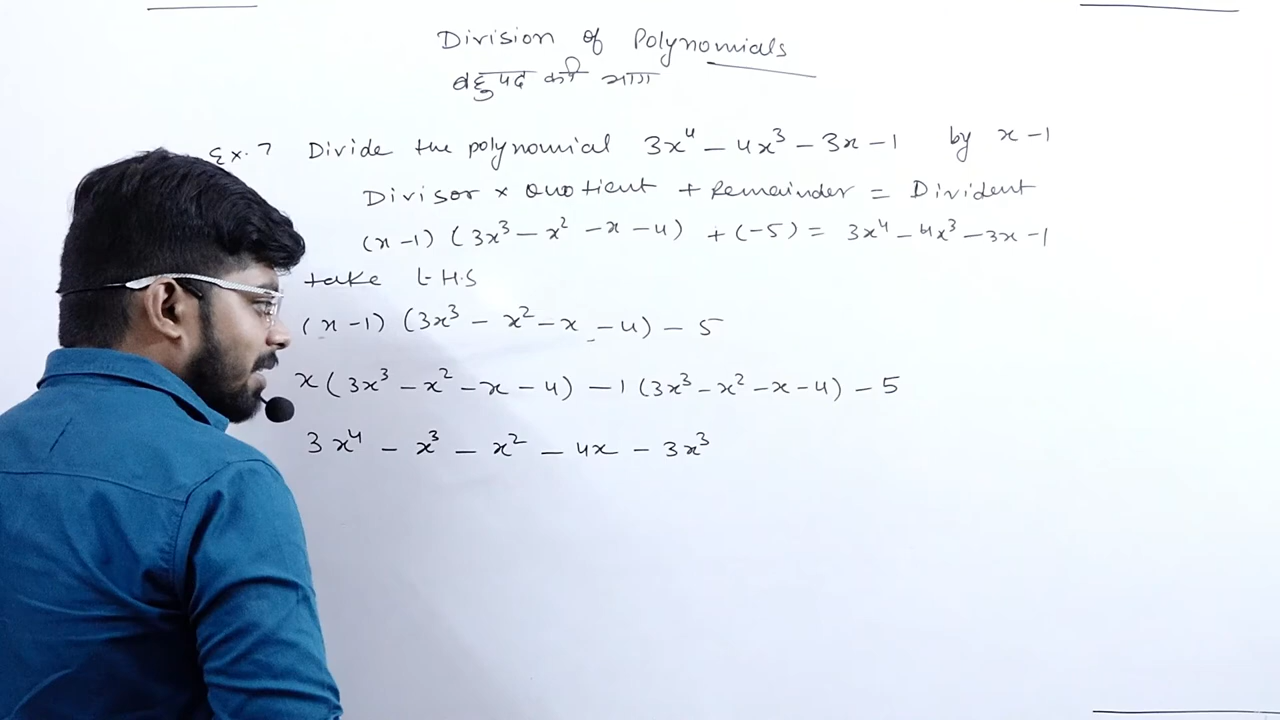 Division of Polynomials
बहुपद की भाग
Ex.7 Divide the polynomial 3x⁴ - 4x³ - 3x - 1 by x - 1
Divisor × Quotient + Remainder = Divident
(x - 1) (3x³ - x² - x - 4) + (-5) = 3x⁴ - 4x³ - 3x - 1
take L.H.S
(x - 1) (3x³ - x² - x - 4) - 5
x(3x³ - x² - x - 4) - 1(3x³ - x² - x - 4) - 5
3x⁴ - x³ - x² - 4x - 3x³